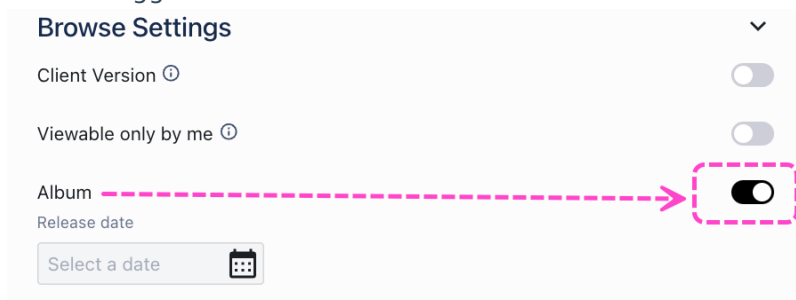 Browse Settings
Client Version
Viewable only by me
Album
Release date
Select a date